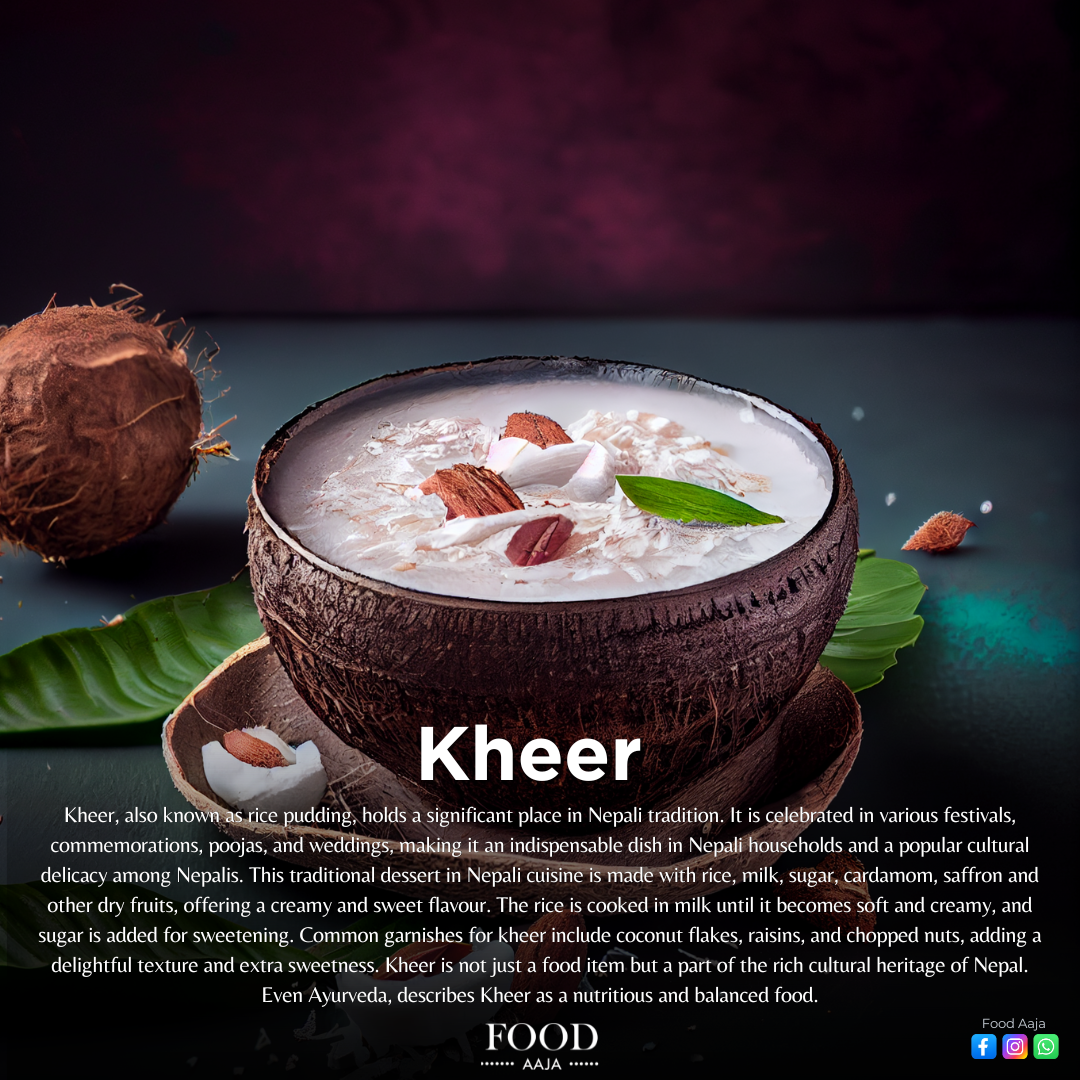 Kheer
Kheer, also known as rice pudding, holds a significant place in Nepali tradition. It is celebrated in various festivals,
commemorations, poojas, and weddings, making it an indispensable dish in Nepali households and a popular cultural
delicacy among Nepalis. This traditional dessert in Nepali cuisine is made with rice, milk, sugar, cardamom, saffron and
other dry fruits, offering a creamy and sweet flavour. The rice is cooked in milk until it becomes soft and creamy, and
sugar is added for sweetening. Common garnishes for kheer include coconut flakes, raisins, and chopped nuts, adding a
delightful texture and extra sweetness. Kheer is not just a food item but a part of the rich cultural heritage of Nepal.
Even Ayurveda, describes Kheer as a nutritious and balanced food.
FOOD
AAJA
Food Aaja